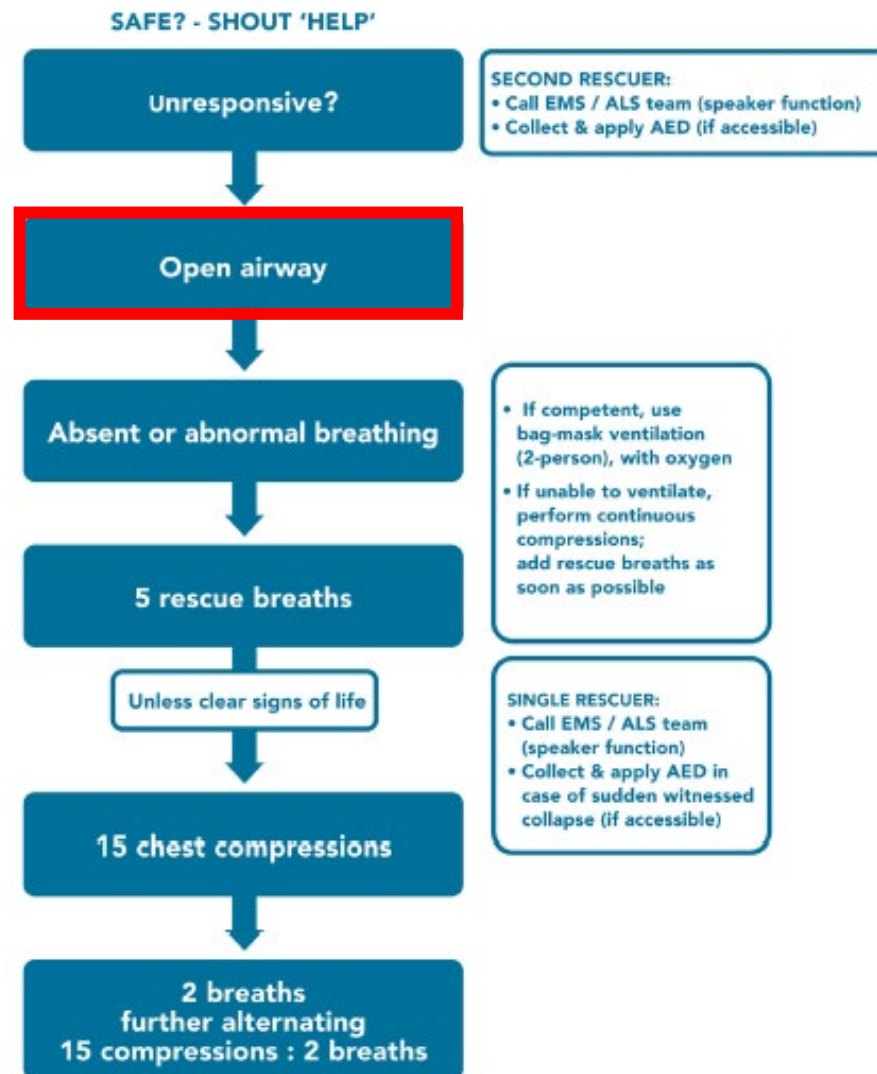 SAFE? - SHOUT 'HELP'
Unresponsive?
SECOND RESCUER:
• Call EMS / ALS team (speaker function)
• Collect & apply AED (if accessible)
Open airway
Absent or abnormal breathing
• If competent, use
bag-mask ventilation
(2-person), with oxygen
• If unable to ventilate,
perform continuous
compressions;
add rescue breaths as
soon as possible
5 rescue breaths
Unless clear signs of life
SINGLE RESCUER:
• Call EMS / ALS team
(speaker function)
• Collect & apply AED in
case of sudden witnessed
collapse (if accessible)
15 chest compressions
2 breaths
further alternating
15 compressions : 2 breaths